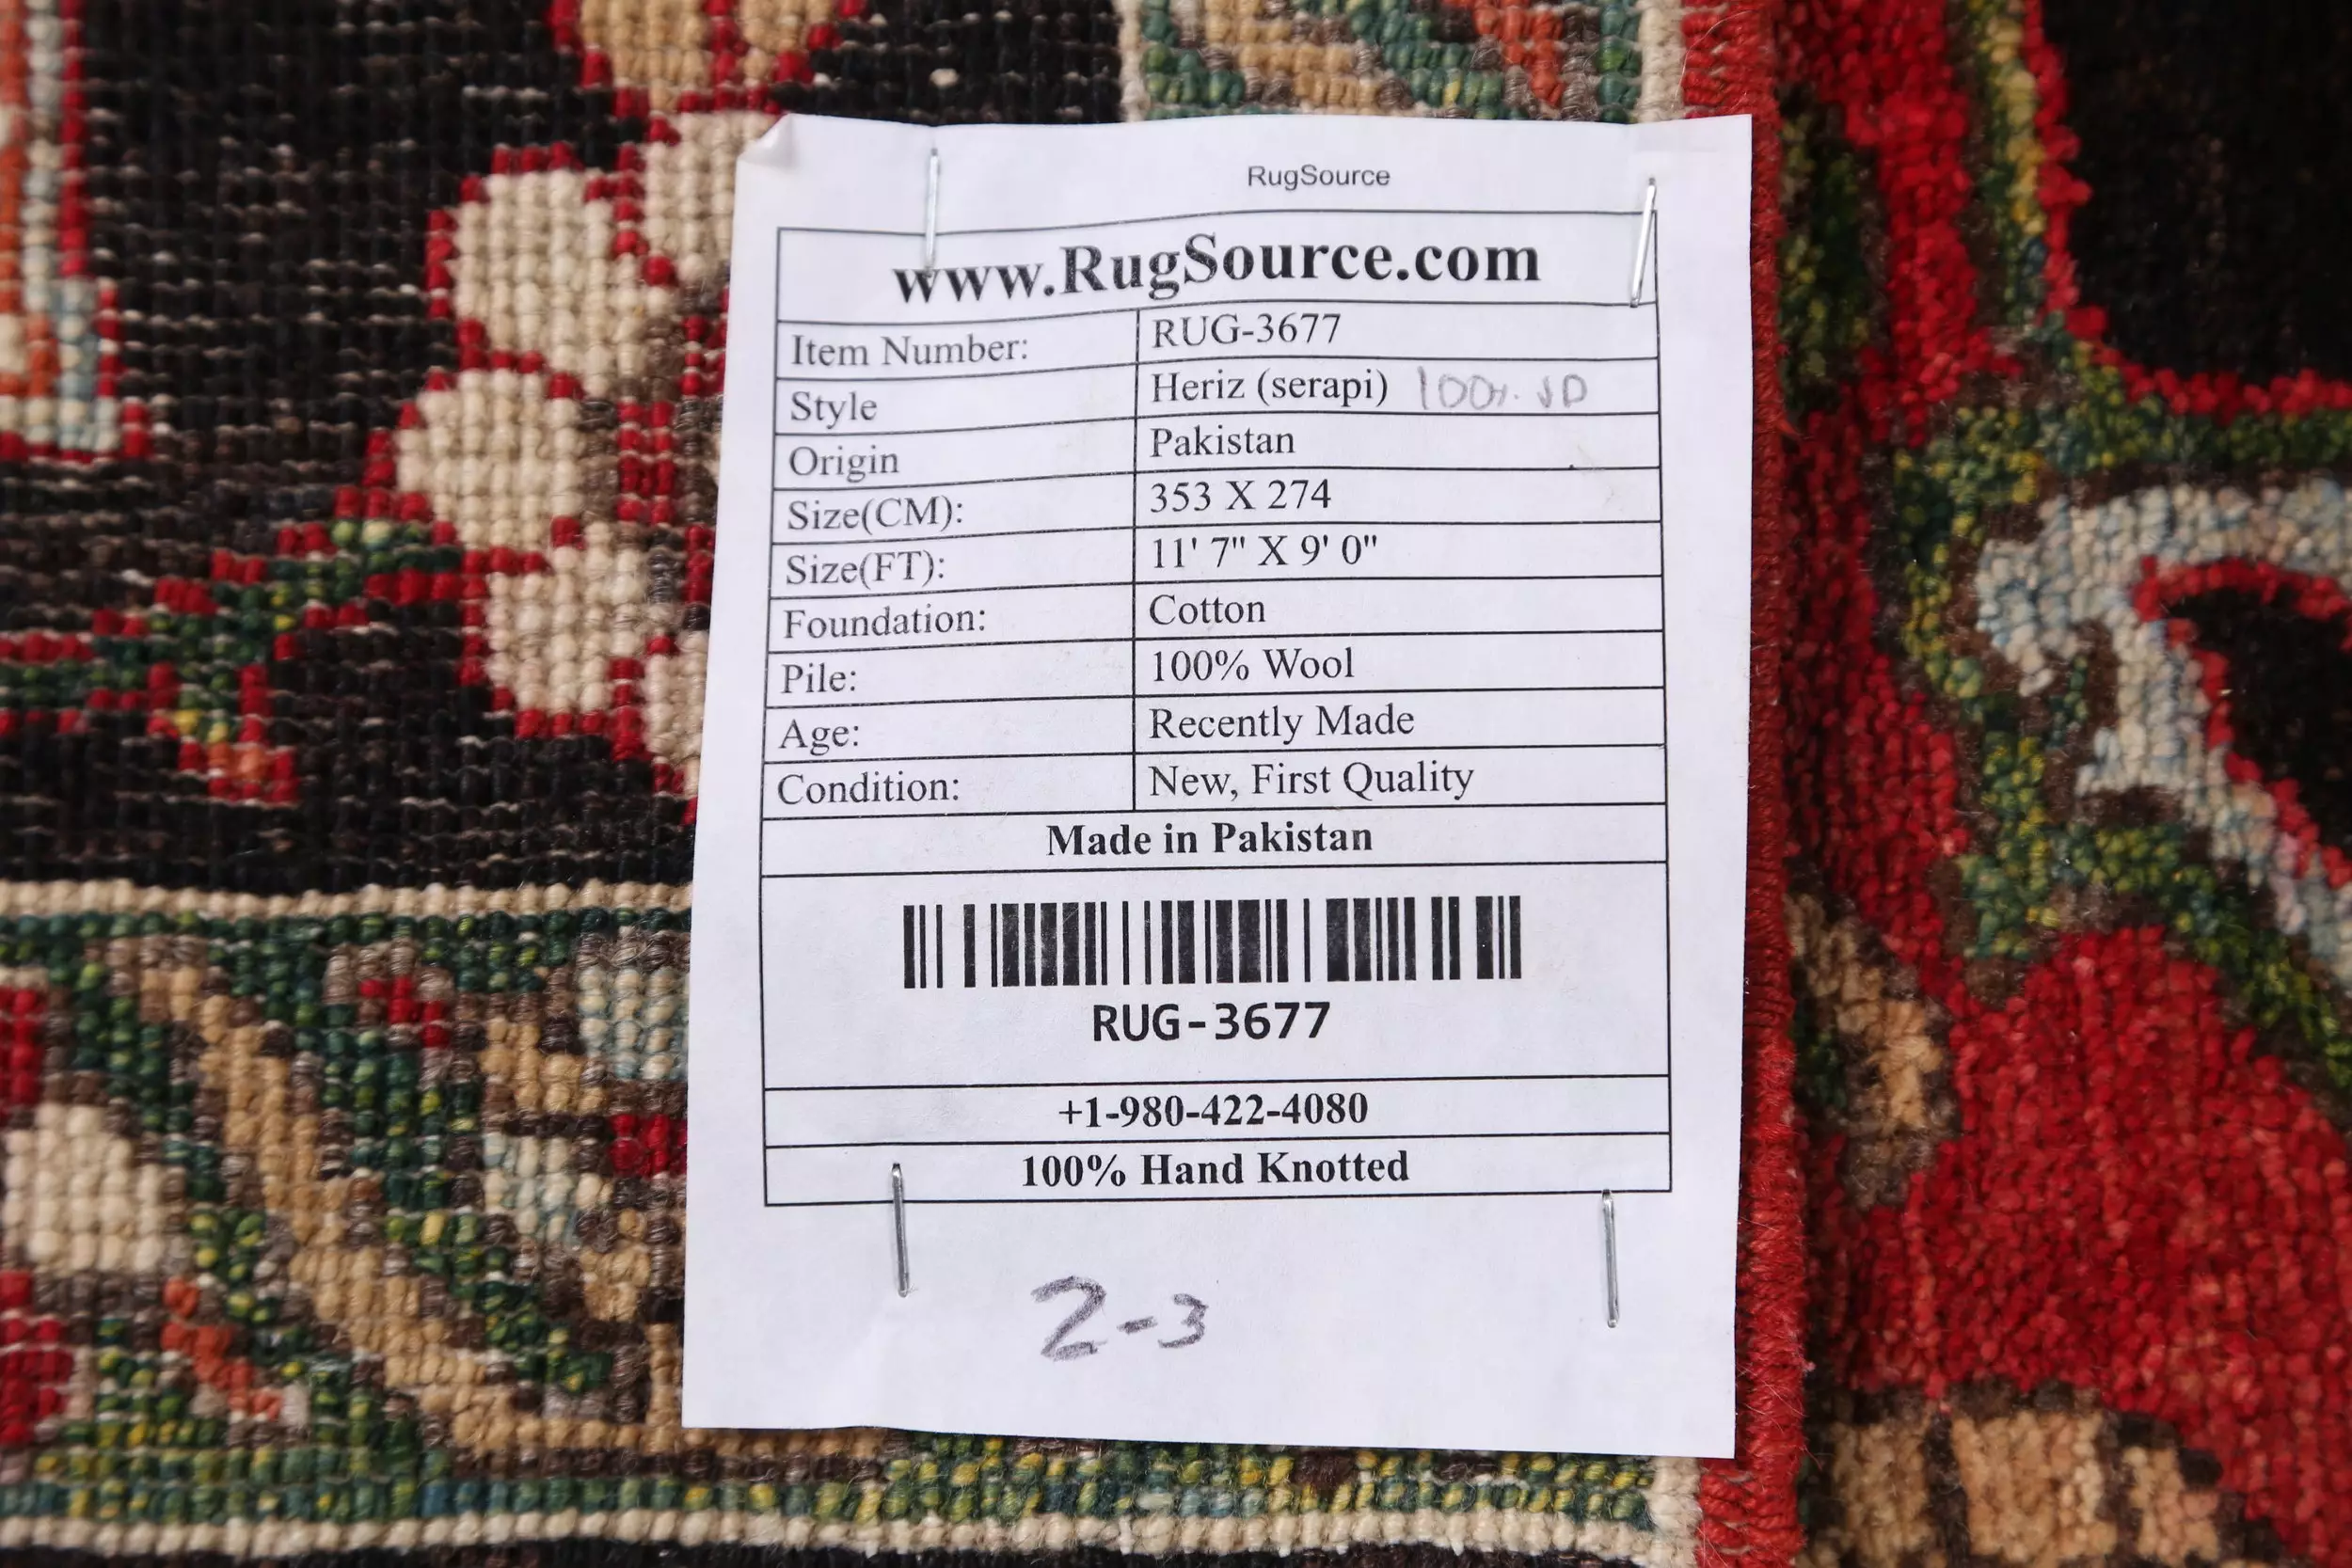 RugSource
www.RugSource.com
Item Number: RUG-3677
Style Heriz (serapi)
Origin Pakistan
Size(CM): 353 X 274
Size(FT): 11' 7" X 9' 0"
Foundation: Cotton
Pile: 100% Wool
Age: Recently Made
Condition: New, First Quality
Made in Pakistan
RUG-3677
+1-980-422-4080
100% Hand Knotted
2-3